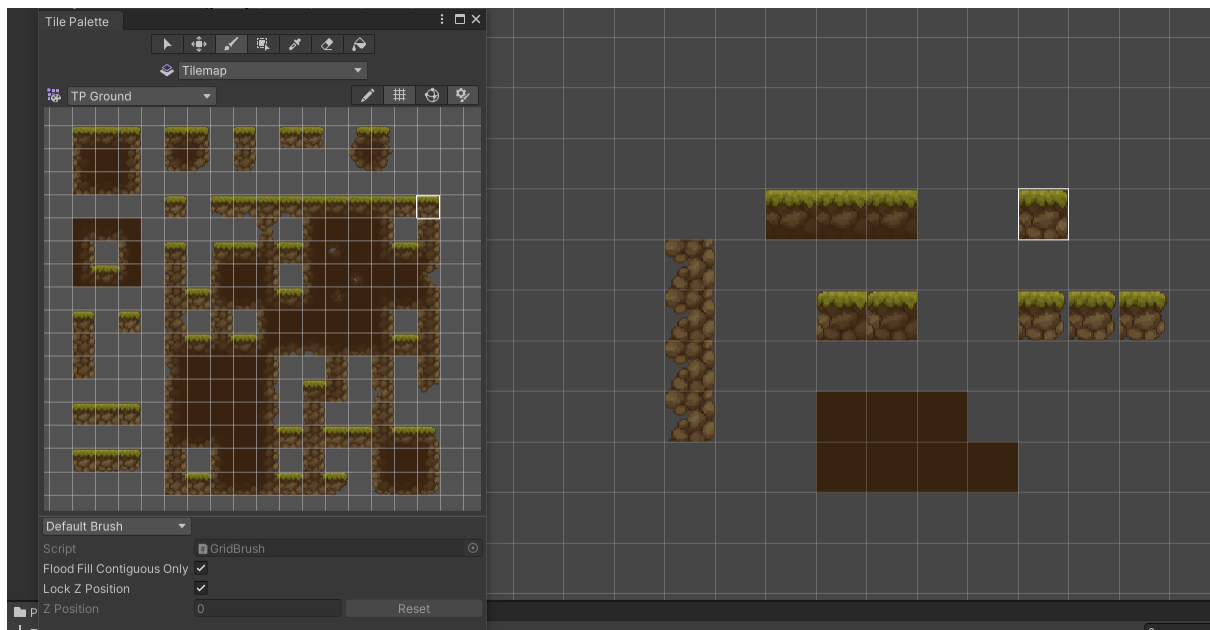 Tile Palette
Tilemap
TP Ground
Default Brush
Script GridBrush
Flood Fill Contiguous Only
Lock Z Position
Z Position 0 Reset
P